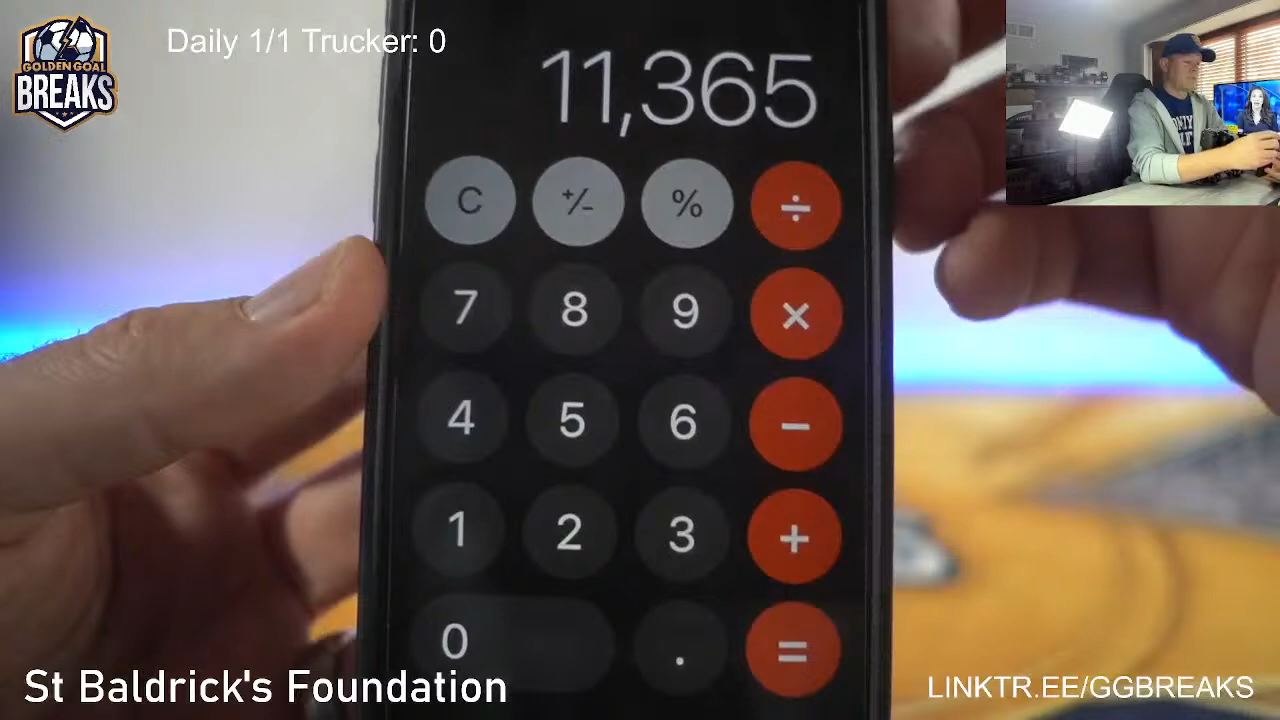 GOLDEN GOAL
BREAKS
Daily 1/1 Trucker: 0
11,365
C +/- % ÷
7 8 9 ×
4 5 6 −
1 2 3 +
0 . =
St Baldrick's Foundation
LINKTR.EE/GGBREAKS